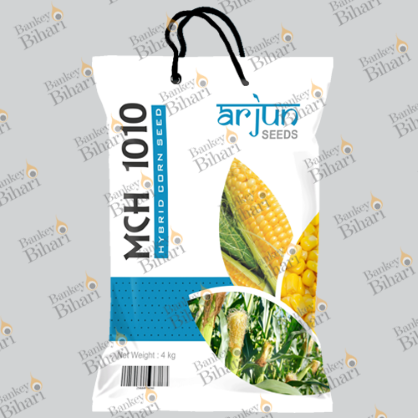 arjun
SEEDS
MCH 1010
HYBRID CORN SEED
Net Weight : 4 kg
Bankey
Bihari